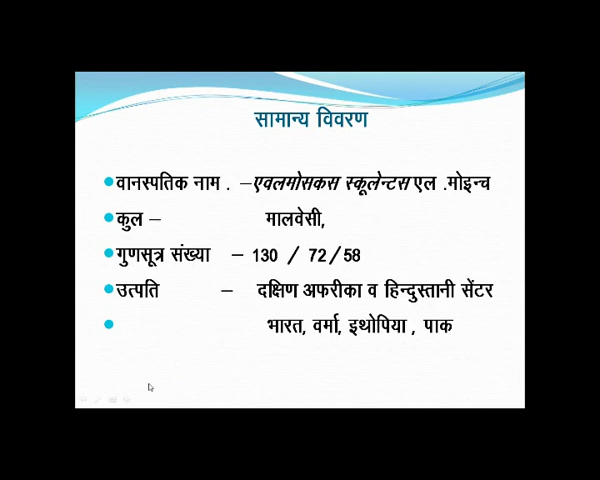 सामान्य विवरण
वानस्पतिक नाम . – एवलमोसकस स्कूलेन्टस एल .मोइन्च
कुल – मालवेसी,
गुणसूत्र संख्या – 130 / 72/58
उत्पति – दक्षिण अफरीका व हिन्दुस्तानी सेंटर
भारत, वर्मा, इथोपिया , पाक